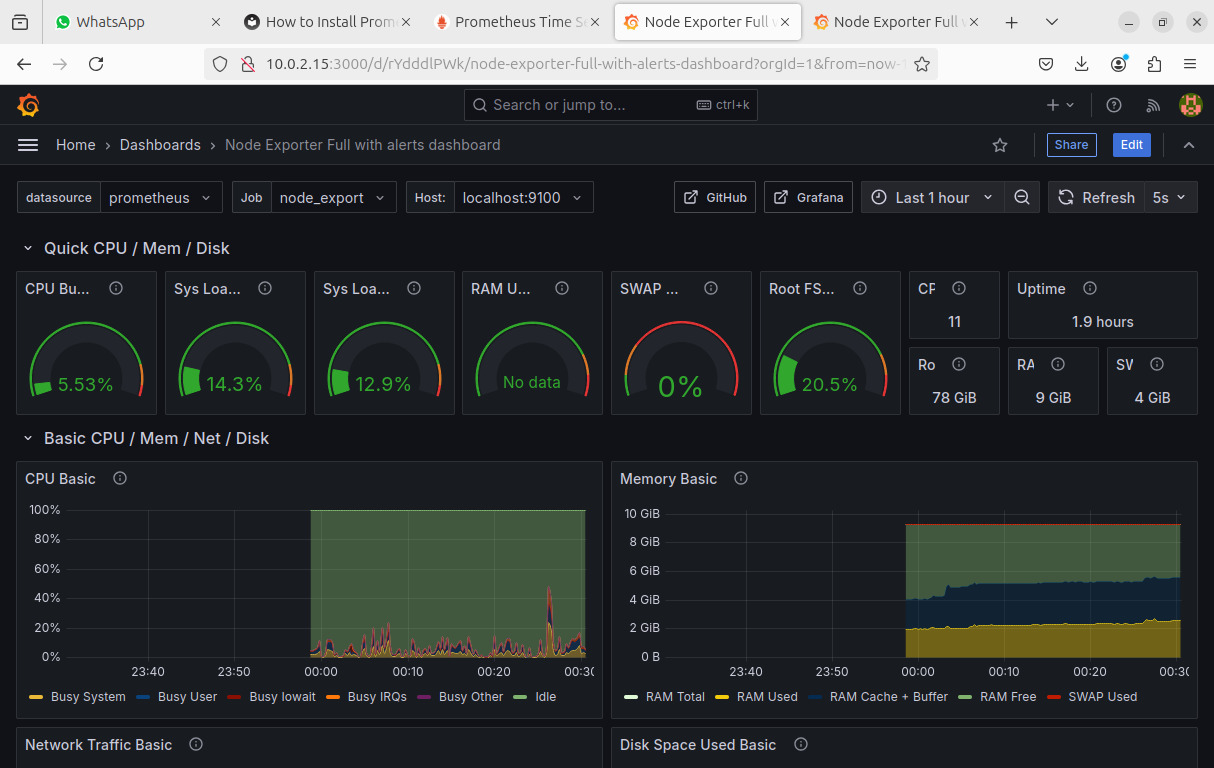 WhatsApp
How to Install Prom
Prometheus Time Se
Node Exporter Full w
Node Exporter Full w
10.0.2.15:3000/d/rYdddlPWk/node-exporter-full-with-alerts-dashboard?orgId=1&from=now-1
Search or jump to... ctrl+k
Home › Dashboards › Node Exporter Full with alerts dashboard
Share
Edit
datasource prometheus
Job node_export
Host: localhost:9100
GitHub
Grafana
Last 1 hour
Refresh 5s
Quick CPU / Mem / Disk
CPU Bu...
5.53%
Sys Loa...
14.3%
Sys Loa...
12.9%
RAM U...
No data
SWAP ...
0%
Root FS...
20.5%
CP
11
Uptime
1.9 hours
Ro
78 GiB
RA
9 GiB
SV
4 GiB
Basic CPU / Mem / Net / Disk
CPU Basic
100%
80%
60%
40%
20%
0%
23:40 23:50 00:00 00:10 00:20 00:30
Busy System Busy User Busy Iowait Busy IRQs Busy Other Idle
Memory Basic
10 GiB
8 GiB
6 GiB
4 GiB
2 GiB
0 B
23:40 23:50 00:00 00:10 00:20 00:30
RAM Total RAM Used RAM Cache + Buffer RAM Free SWAP Used
Network Traffic Basic
Disk Space Used Basic